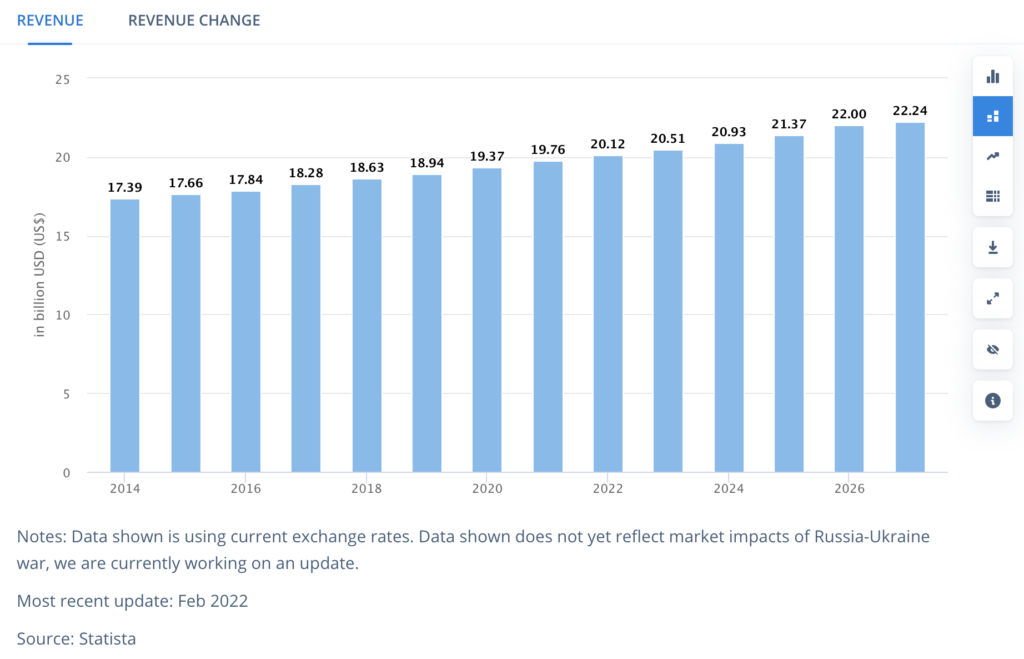 REVENUE REVENUE CHANGE
25
20
15
10
5
0
in billion USD (US$)
17.39 17.66 17.84 18.28 18.63 18.94 19.37 19.76 20.12 20.51 20.93 21.37 22.00 22.24
2014 2016 2018 2020 2022 2024 2026
Notes: Data shown is using current exchange rates. Data shown does not yet reflect market impacts of Russia-Ukraine
war, we are currently working on an update.
Most recent update: Feb 2022
Source: Statista